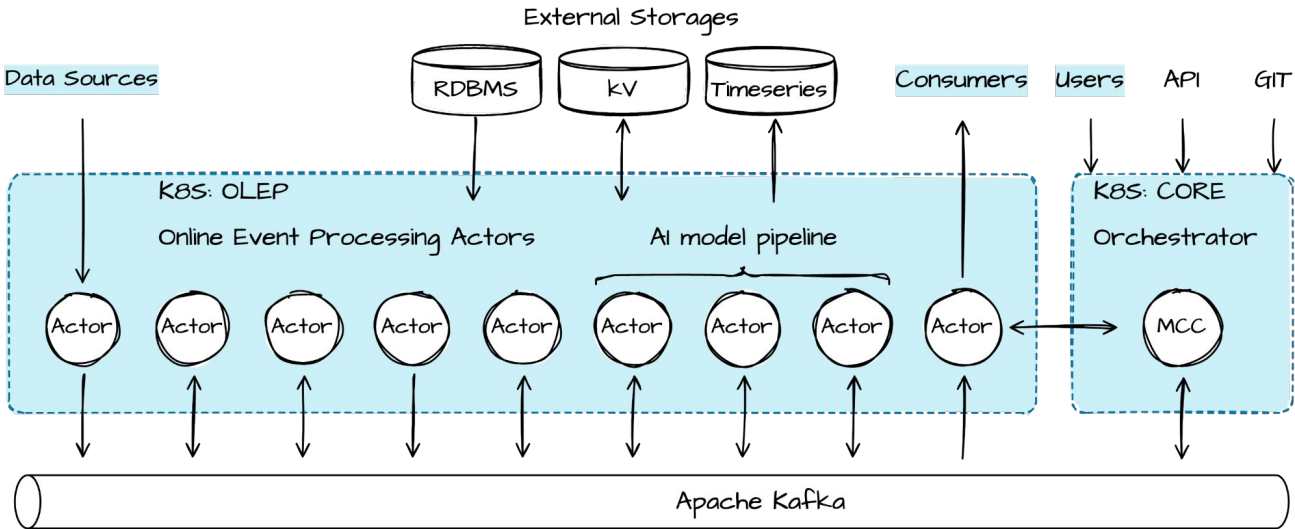 External Storages
Data Sources
RDBMS
kV
Timeseries
Consumers
Users
API
GIT
K8S: OLEP
Online Event Processing Actors
AI model pipeline
K8S: CORE
Orchestrator
Actor
Actor
Actor
Actor
Actor
Actor
Actor
Actor
Actor
MCC
Apache Kafka